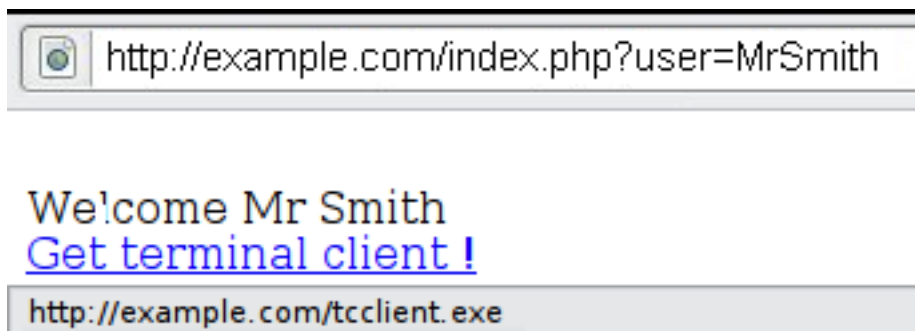 http://example.com/index.php?user=MrSmith
Welcome Mr Smith
Get terminal client !
http://example.com/tcclient.exe